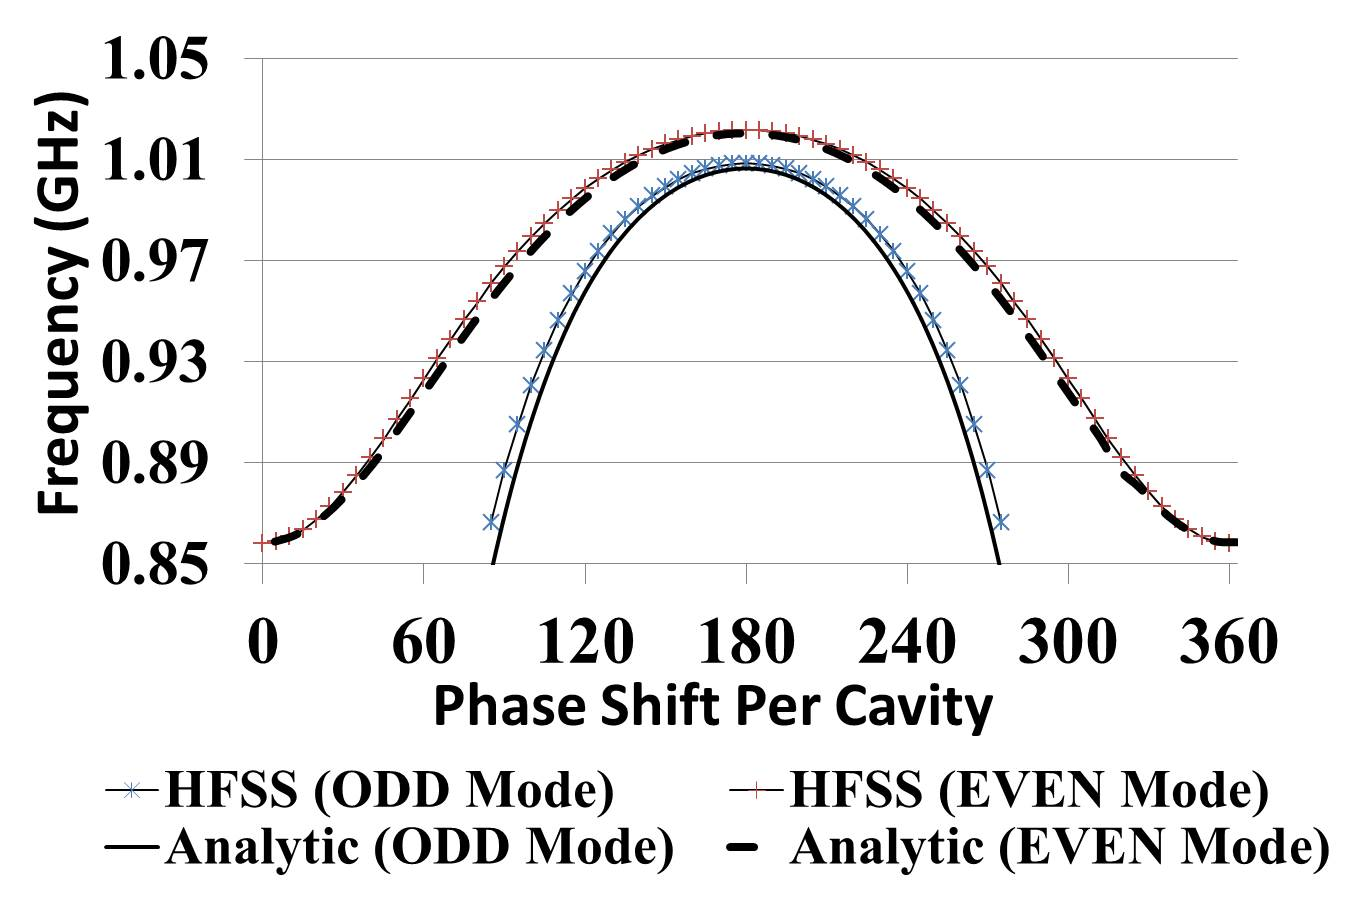 Frequency (GHz)
1.05
1.01
0.97
0.93
0.89
0.85
0 60 120 180 240 300 360
Phase Shift Per Cavity
HFSS (ODD Mode) HFSS (EVEN Mode)
Analytic (ODD Mode) Analytic (EVEN Mode)